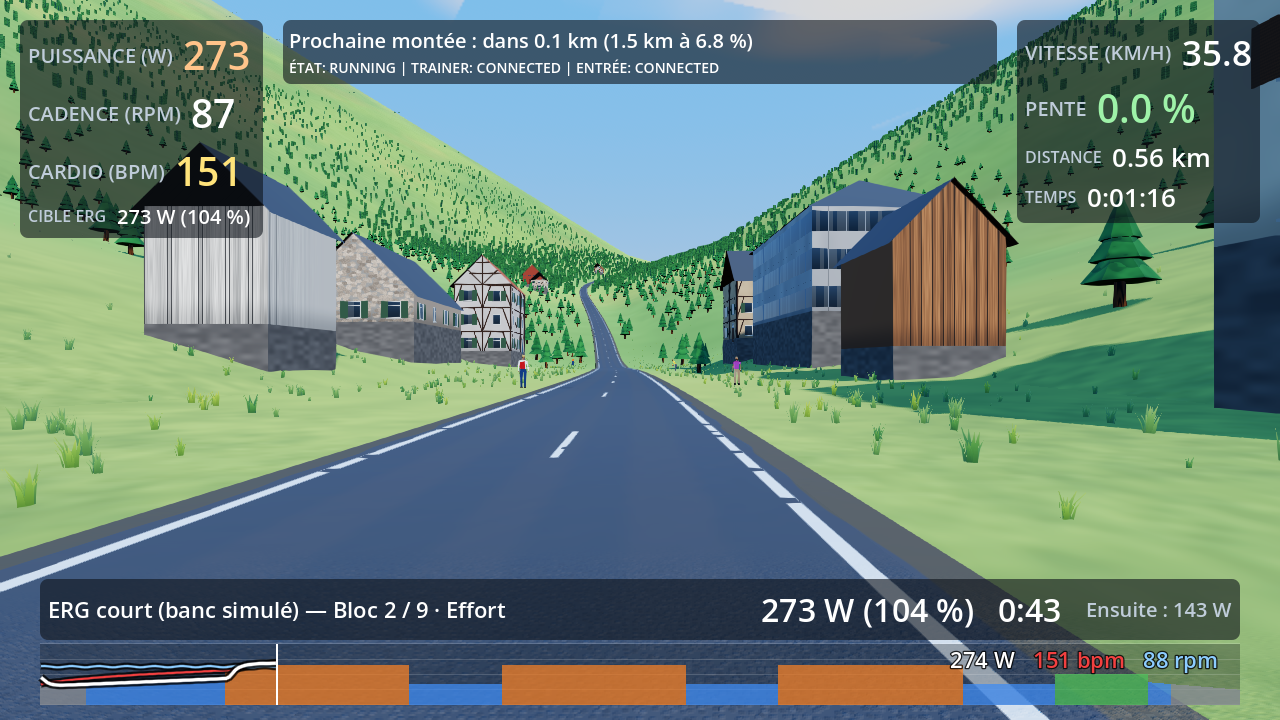 PUISSANCE (W) 273
CADENCE (RPM) 87
CARDIO (BPM) 151
CIBLE ERG 273 W (104 %)
Prochaine montée : dans 0.1 km (1.5 km à 6.8 %)
ÉTAT: RUNNING | TRAINER: CONNECTED | ENTRÉE: CONNECTED
VITESSE (KM/H) 35.8
PENTE 0.0 %
DISTANCE 0.56 km
TEMPS 0:01:16
ERG court (banc simulé) — Bloc 2 / 9 · Effort 273 W (104 %) 0:43 Ensuite : 143 W
274 W 151 bpm 88 rpm